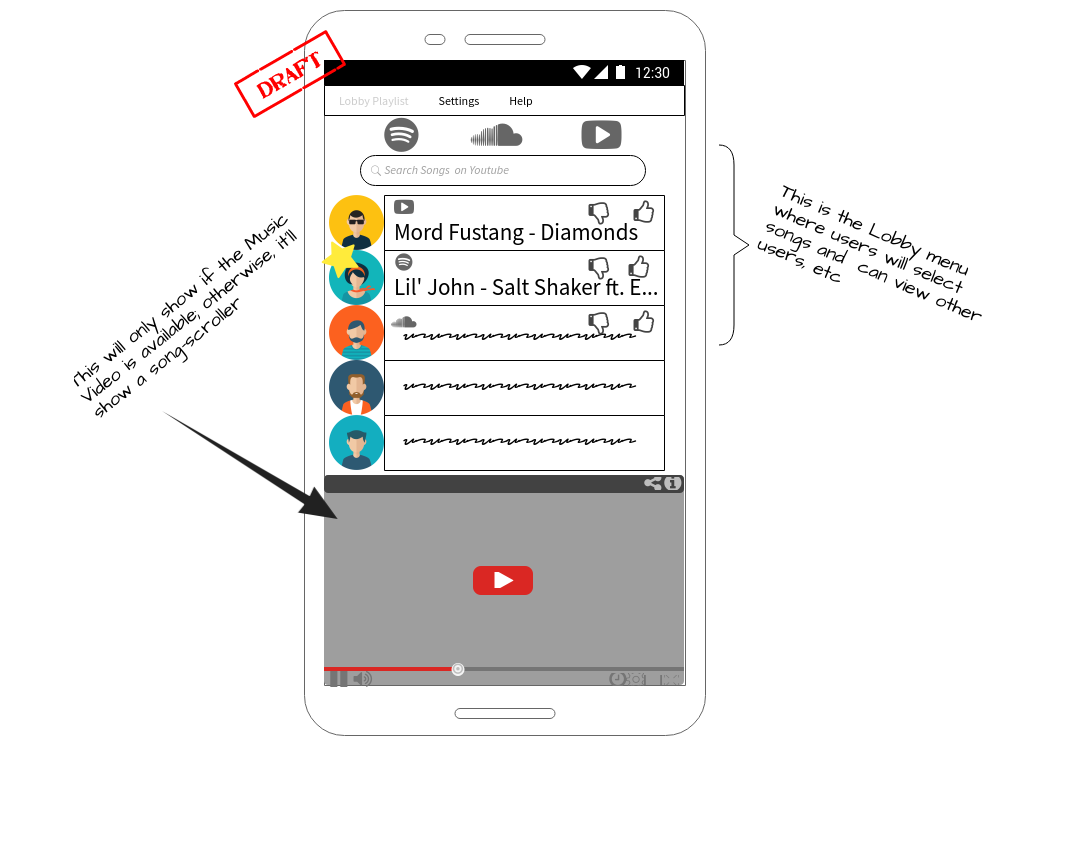 DRAFT
12:30
Lobby Playlist Settings Help
Search Songs on Youtube
Mord Fustang - Diamonds
Lil' John - Salt Shaker ft. E...
This will only show if the Music
Video is available; otherwise, it'll
show a song-scroller
This is the Lobby menu
where users will select
songs and can view other
users, etc